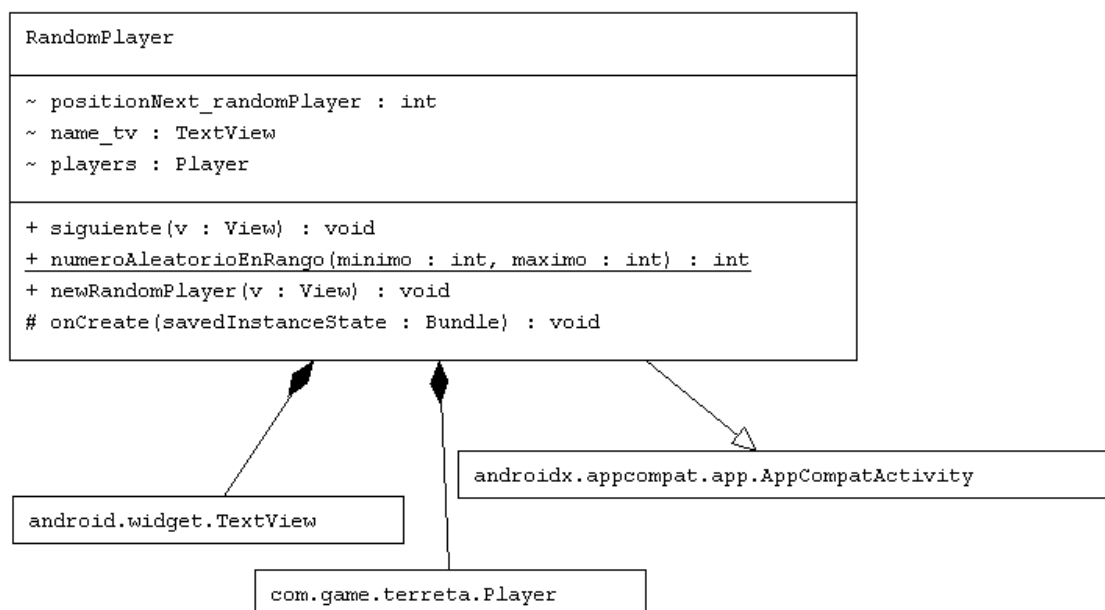 RandomPlayer
~ positionNext_randomPlayer : int
~ name_tv : TextView
~ players : Player
+ siguiente(v : View) : void
+ numeroAleatorioEnRango(minimo : int, maximo : int) : int
+ newRandomPlayer(v : View) : void
# onCreate(savedInstanceState : Bundle) : void
androidx.appcompat.app.AppCompatActivity
android.widget.TextView
com.game.terreta.Player